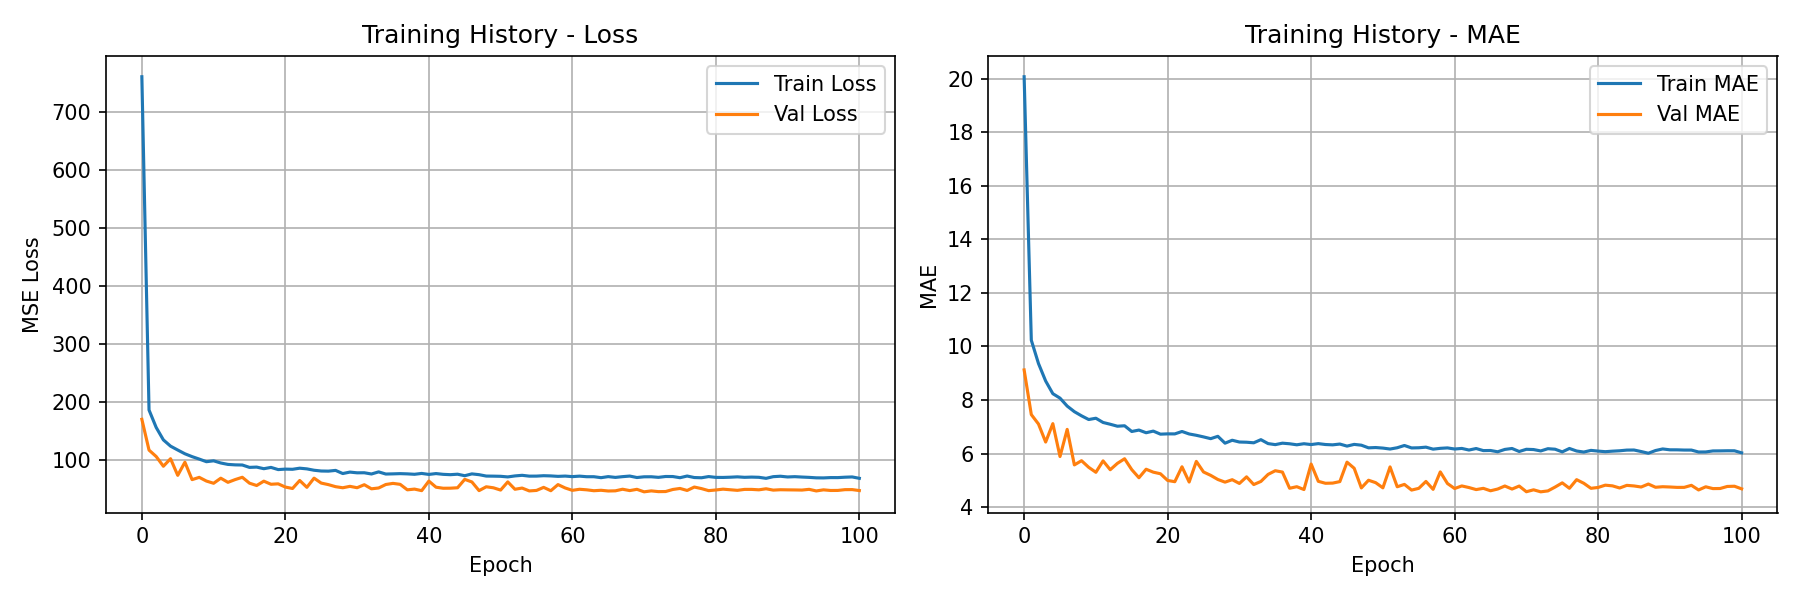 Training History - Loss
700
600
500
400
300
200
100
MSE Loss
0 20 40 60 80 100
Epoch
Train Loss
Val Loss
Training History - MAE
20
18
16
14
12
10
8
6
4
MAE
0 20 40 60 80 100
Epoch
Train MAE
Val MAE